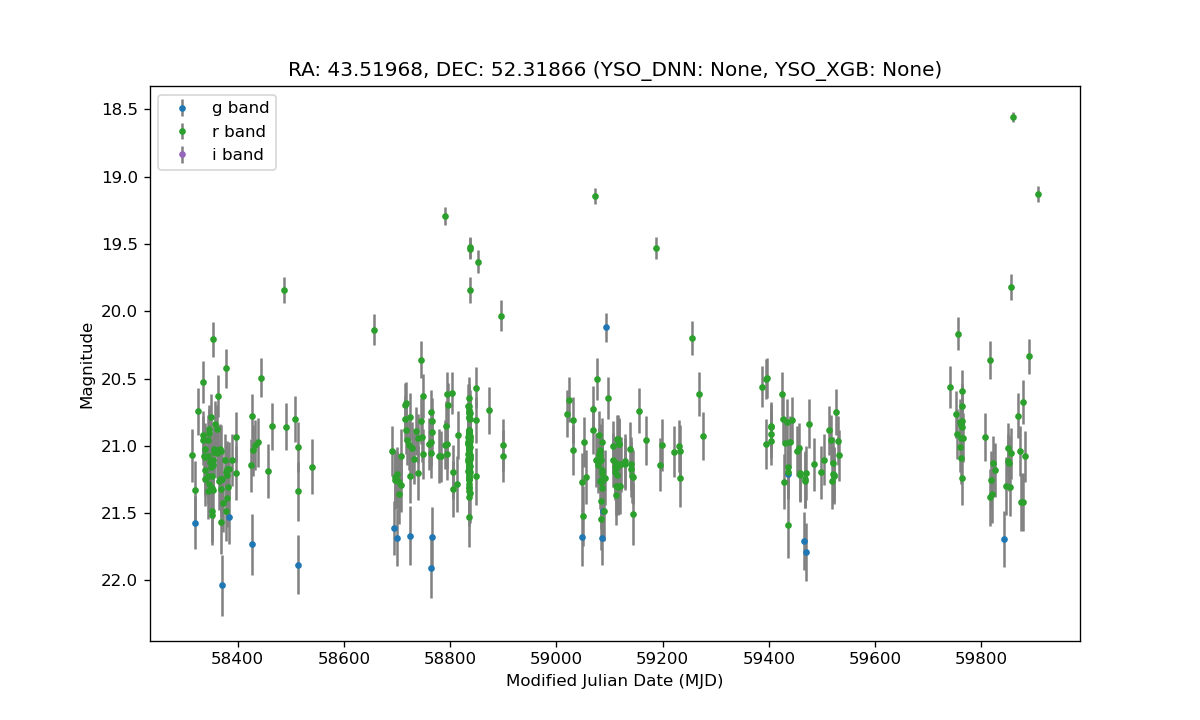 RA: 43.51968, DEC: 52.31866 (YSO_DNN: None, YSO_XGB: None)
g band
r band
i band
18.5
19.0
19.5
20.0
20.5
21.0
21.5
22.0
Magnitude
58400
58600
58800
59000
59200
59400
59600
59800
Modified Julian Date (MJD)